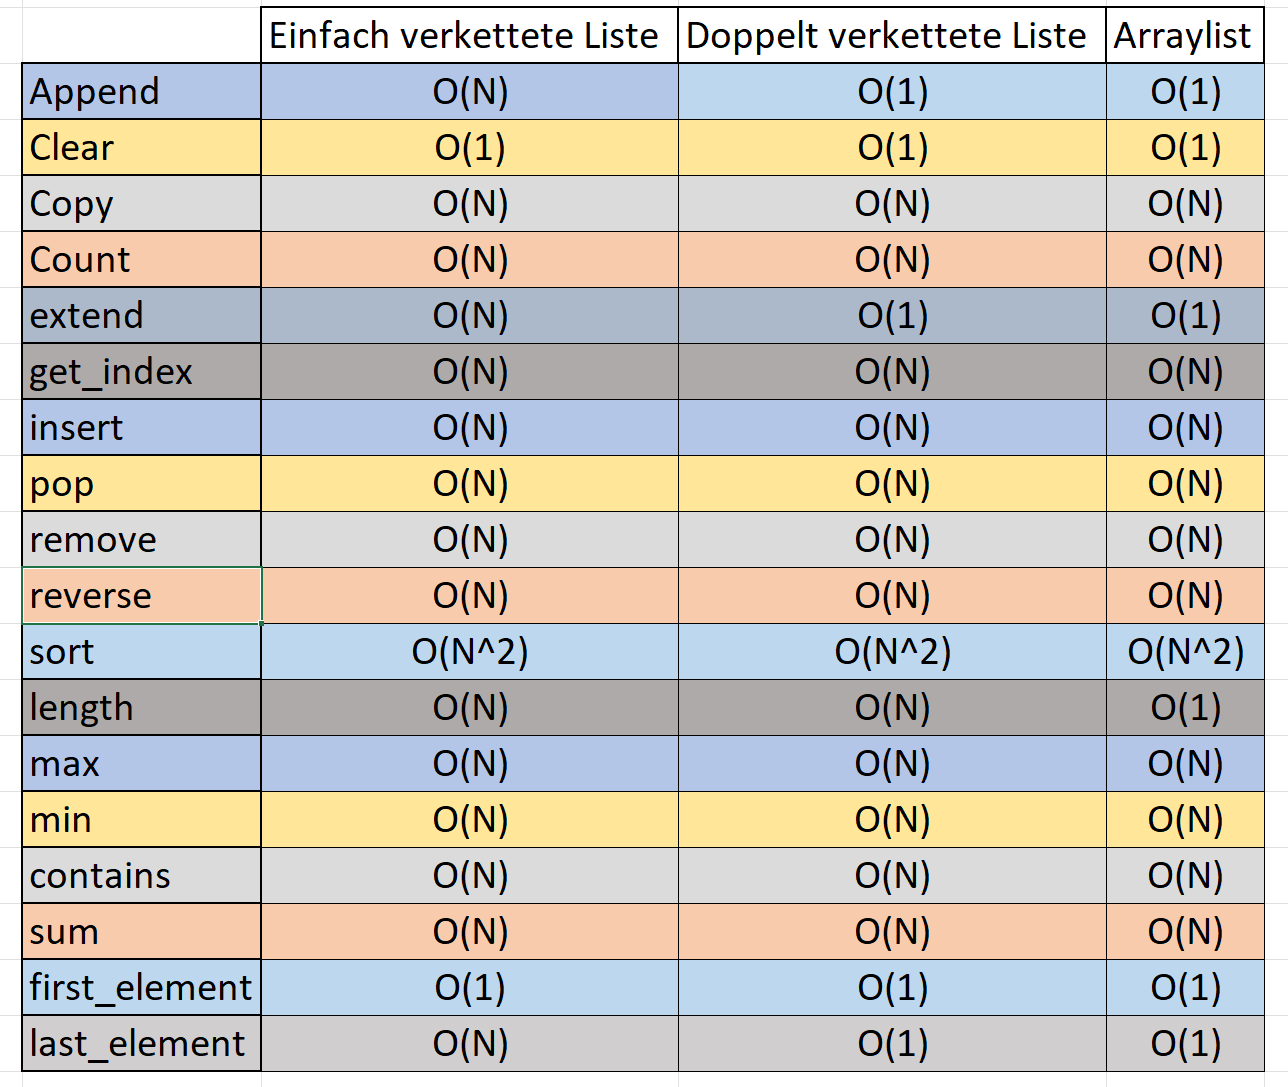 Einfach verkettete Liste Doppelt verkettete Liste Arraylist
Append O(N) O(1) O(1)
Clear O(1) O(1) O(1)
Copy O(N) O(N) O(N)
Count O(N) O(N) O(N)
extend O(N) O(1) O(1)
get_index O(N) O(N) O(N)
insert O(N) O(N) O(N)
pop O(N) O(N) O(N)
remove O(N) O(N) O(N)
reverse O(N) O(N) O(N)
sort O(N^2) O(N^2) O(N^2)
length O(N) O(N) O(1)
max O(N) O(N) O(N)
min O(N) O(N) O(N)
contains O(N) O(N) O(N)
sum O(N) O(N) O(N)
first_element O(1) O(1) O(1)
last_element O(N) O(1) O(1)